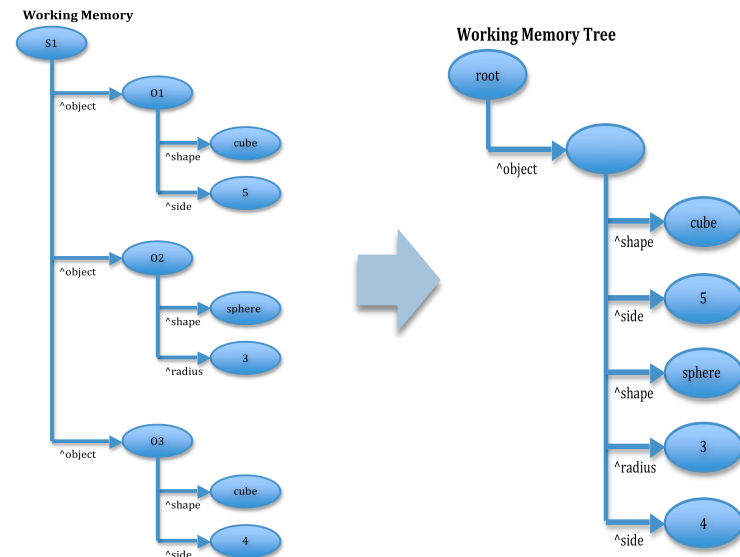 Working Memory
S1
^object
O1
^shape
cube
^side
5
^object
O2
^shape
sphere
^radius
3
^object
O3
^shape
cube
^side
4
Working Memory Tree
root
^object
^shape
cube
^side
5
^shape
sphere
^radius
3
^side
4